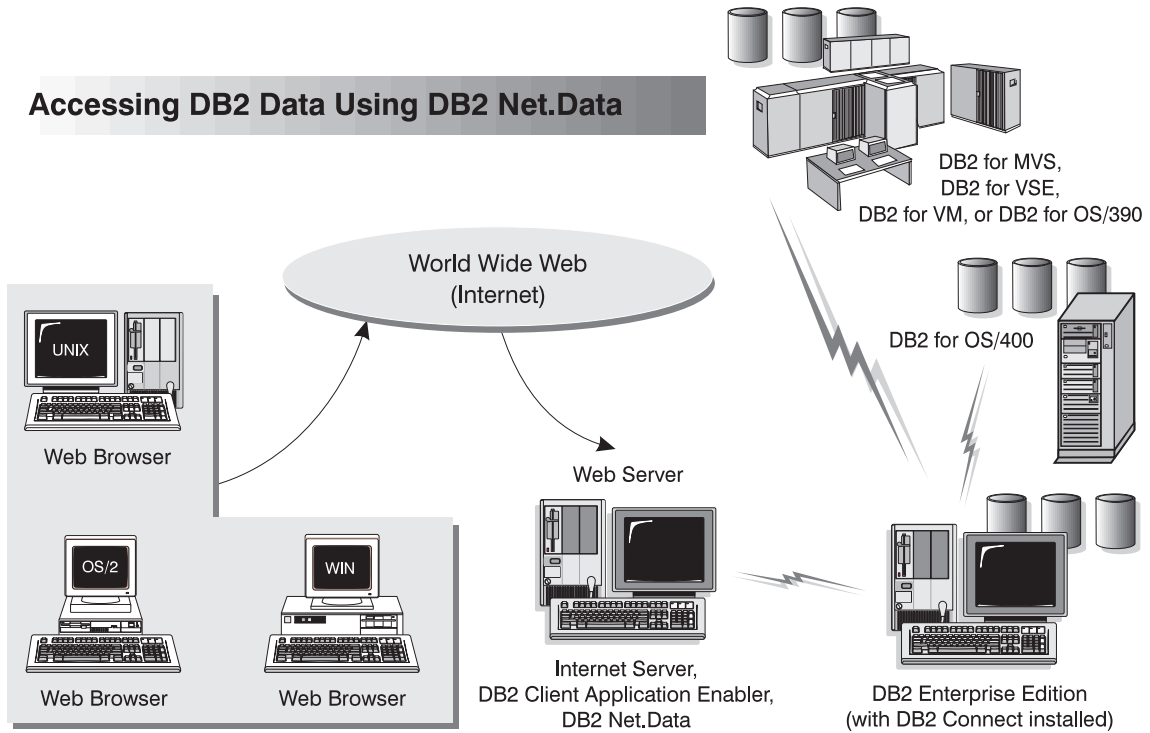 Accessing DB2 Data Using DB2 Net.Data
DB2 for MVS,
DB2 for VSE,
DB2 for VM, or DB2 for OS/390
World Wide Web
(Internet)
DB2 for OS/400
UNIX
Web Browser
Web Server
OS/2
WIN
Web Browser
Web Browser
Internet Server,
DB2 Client Application Enabler,
DB2 Net.Data
DB2 Enterprise Edition
(with DB2 Connect installed)